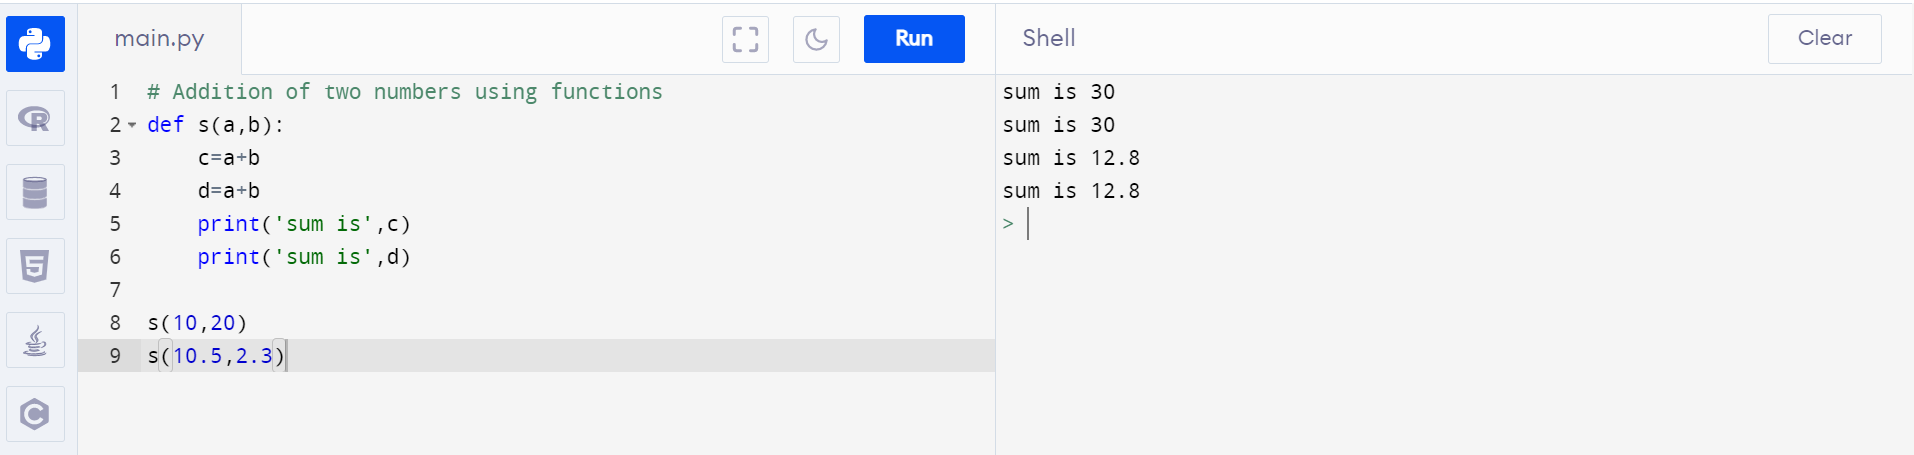 main.py
Run
Shell
Clear
1 # Addition of two numbers using functions
2 def s(a,b):
3     c=a+b
4     d=a+b
5     print('sum is',c)
6     print('sum is',d)
7
8 s(10,20)
9 s(10.5,2.3)
sum is 30
sum is 30
sum is 12.8
sum is 12.8
>
R
5
C